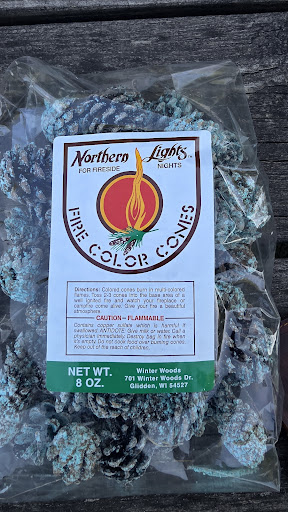 Northern Lights™
FOR FIRESIDE NIGHTS
FIRE COLOR CONES
Directions: Colored cones burn in multi-colored
flames. Toss 2-3 cones into the base area of a
well ignited fire and watch your fireplace or
campfire come alive. Give your fire a beautiful
atmosphere.
CAUTION – FLAMMABLE
Contains copper sulfate which is harmful if
swallowed. ANTIDOTE: Give milk or water. Call a
physician immediately. Destroy bag in fire when
it's empty. Do not cook food over burning cones.
Keep out of the reach of children.
NET WT.
8 OZ.
Winter Woods
701 Winter Woods Dr.
Glidden, WI 54527